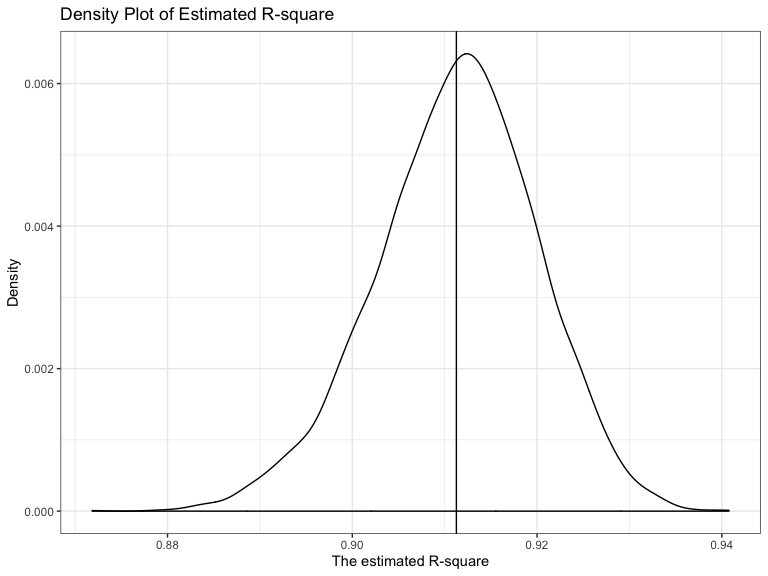 Density Plot of Estimated R-square
0.006
0.004
0.002
0.000
Density
0.88
0.90
0.92
0.94
The estimated R-square